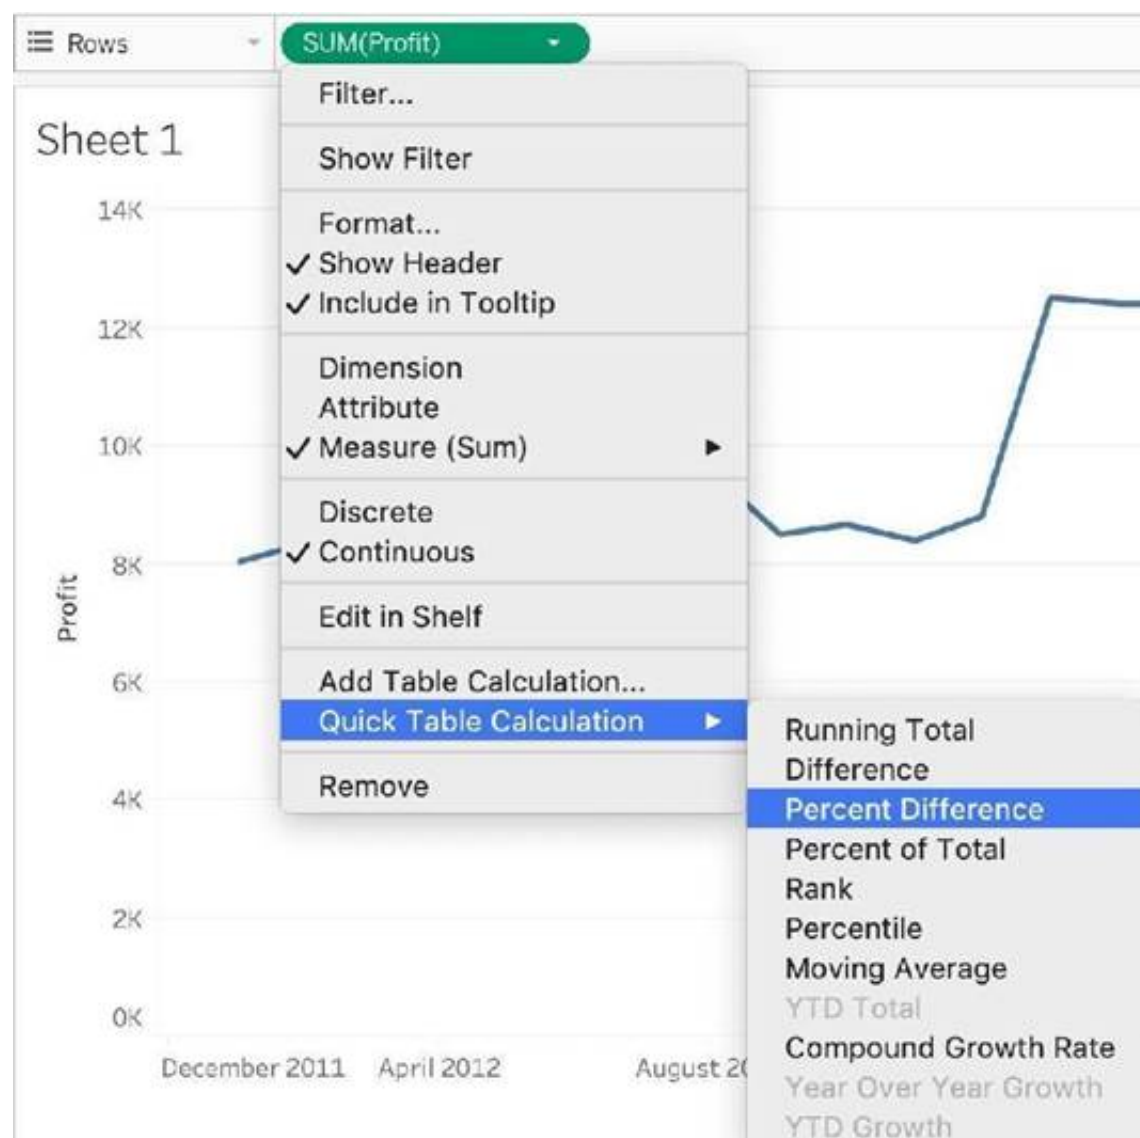 Rows
SUM(Profit)
Sheet 1
Filter...
Show Filter
Format...
Show Header
Include in Tooltip
Dimension
Attribute
Measure (Sum)
Discrete
Continuous
Edit in Shelf
Add Table Calculation...
Quick Table Calculation
Remove
Running Total
Difference
Percent Difference
Percent of Total
Rank
Percentile
Moving Average
YTD Total
Compound Growth Rate
Year Over Year Growth
YTD Growth
Profit
14K
12K
10K
8K
6K
4K
2K
0K
December 2011
April 2012
August